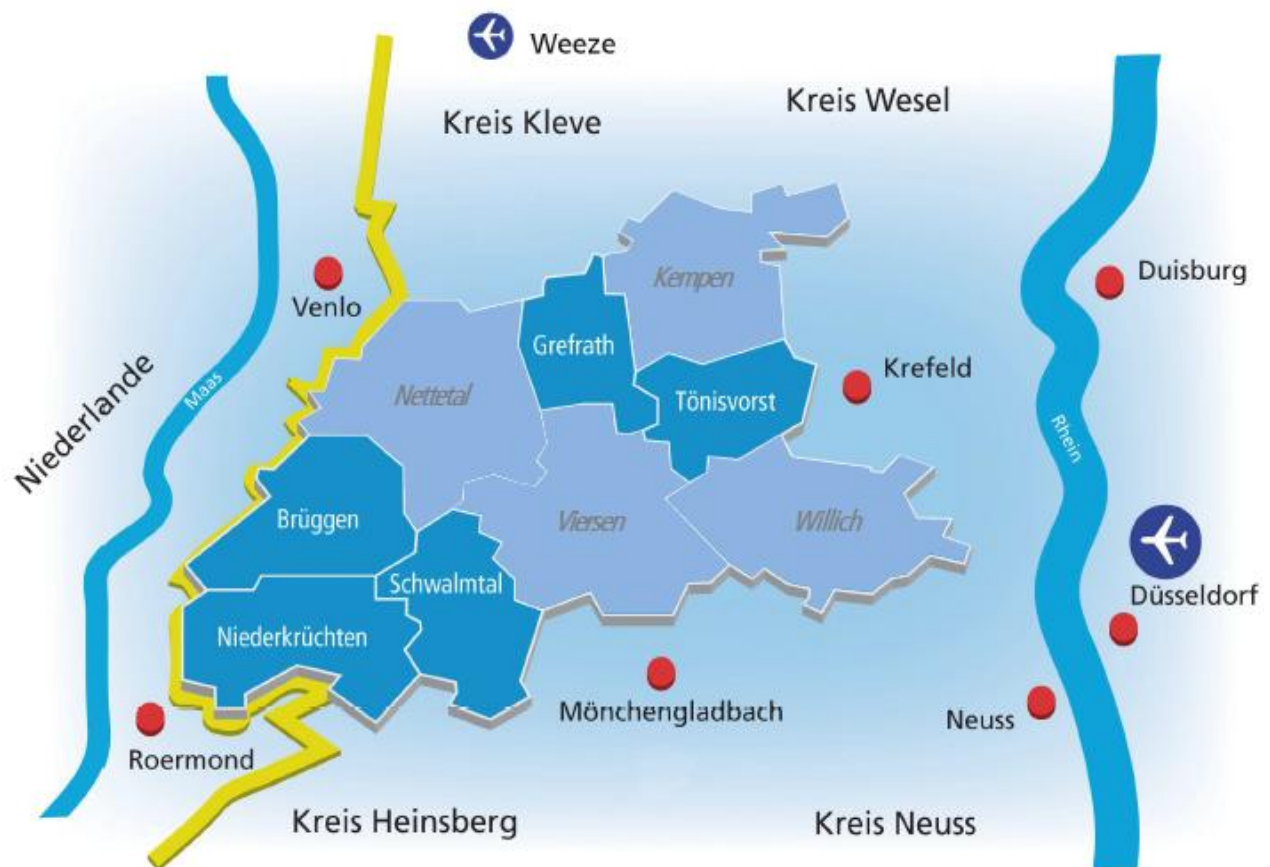 Weeze
Kreis Wesel
Kreis Kleve
Duisburg
Kempen
Venlo
Grefrath
Krefeld
Niederlande
Maas
Nettetal
Tönisvorst
Rhein
Brüggen
Viersen
Willich
Schwalmtal
Düsseldorf
Niederkrüchten
Mönchengladbach
Neuss
Roermond
Kreis Heinsberg
Kreis Neuss